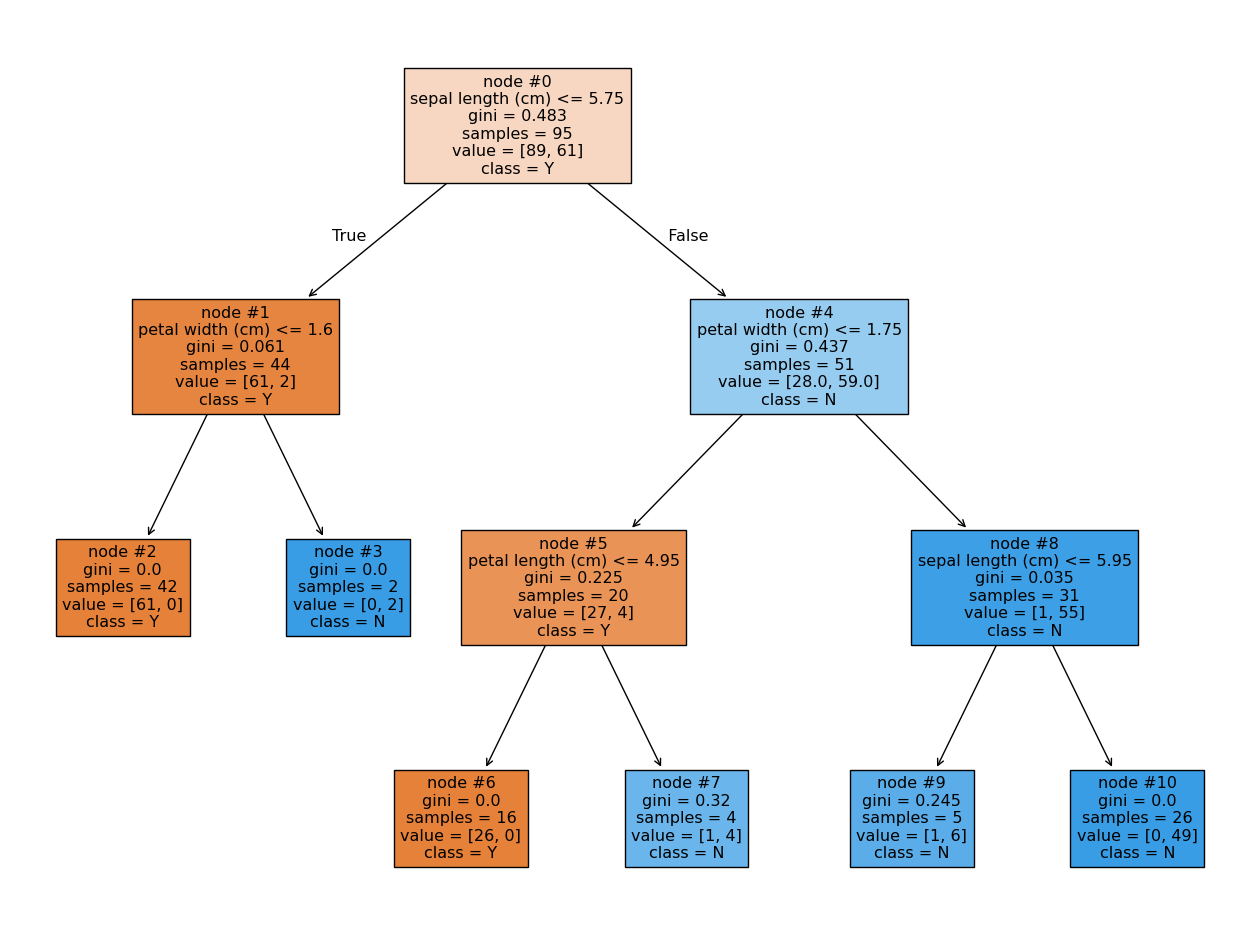 node #0
sepal length (cm) <= 5.75
gini = 0.483
samples = 95
value = [89, 61]
class = Y
True
False
node #1
petal width (cm) <= 1.6
gini = 0.061
samples = 44
value = [61, 2]
class = Y
node #4
petal width (cm) <= 1.75
gini = 0.437
samples = 51
value = [28.0, 59.0]
class = N
node #2
gini = 0.0
samples = 42
value = [61, 0]
class = Y
node #3
gini = 0.0
samples = 2
value = [0, 2]
class = N
node #5
petal length (cm) <= 4.95
gini = 0.225
samples = 20
value = [27, 4]
class = Y
node #8
sepal length (cm) <= 5.95
gini = 0.035
samples = 31
value = [1, 55]
class = N
node #6
gini = 0.0
samples = 16
value = [26, 0]
class = Y
node #7
gini = 0.32
samples = 4
value = [1, 4]
class = N
node #9
gini = 0.245
samples = 5
value = [1, 6]
class = N
node #10
gini = 0.0
samples = 26
value = [0, 49]
class = N